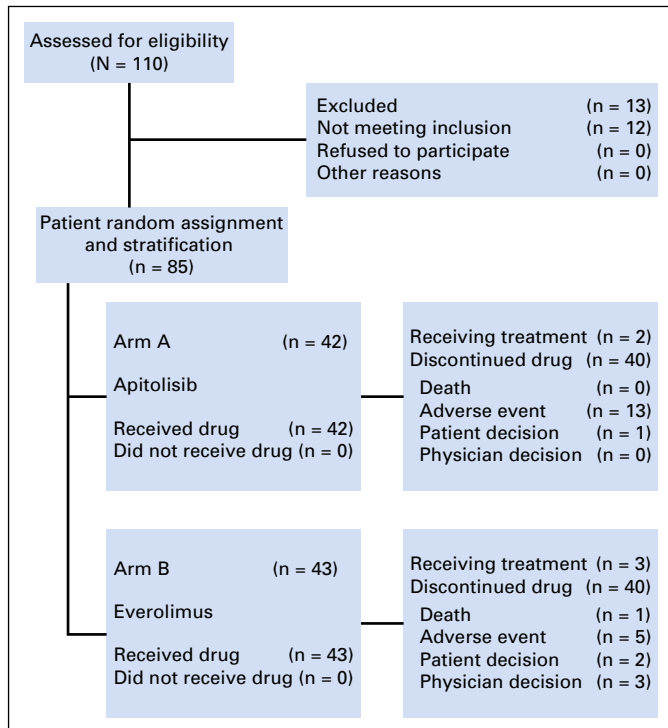 Assessed for eligibility
(N = 110)
Excluded (n = 13)
Not meeting inclusion (n = 12)
Refused to participate (n = 0)
Other reasons (n = 0)
Patient random assignment
and stratification
(n = 85)
Arm A (n = 42)
Apitolisib
Received drug (n = 42)
Did not receive drug (n = 0)
Receiving treatment (n = 2)
Discontinued drug (n = 40)
Death (n = 0)
Adverse event (n = 13)
Patient decision (n = 1)
Physician decision (n = 0)
Arm B (n = 43)
Everolimus
Received drug (n = 43)
Did not receive drug (n = 0)
Receiving treatment (n = 3)
Discontinued drug (n = 40)
Death (n = 1)
Adverse event (n = 5)
Patient decision (n = 2)
Physician decision (n = 3)